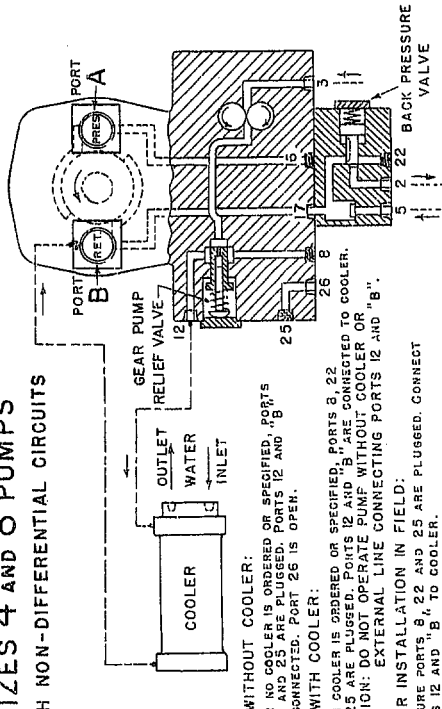 IZES 4 AND 8 PUMPS
H NON-DIFFERENTIAL CIRCUITS
PORT
A
PRES
PORT
B
RET.
GEAR PUMP
RELIEF VALVE
12
OUTLET
WATER
INLET
COOLER
25
26
8
16
17
3
22
2
5
BACK PRESSURE
VALVE
WITHOUT COOLER:
NO COOLER IS ORDERED OR SPECIFIED, PORTS
AND 25 ARE PLUGGED. PORTS 12 AND "B"
CONNECTED. PORT 26 IS OPEN.
WITH COOLER:
COOLER IS ORDERED OR SPECIFIED, PORTS 8, 22
25 ARE PLUGGED. PORTS 12 AND "B" ARE CONNECTED TO COOLER.
ION: DO NOT OPERATE PUMP WITHOUT COOLER OR
EXTERNAL LINE CONNECTING PORTS 12 AND "B".
R INSTALLATION IN FIELD:
URE PORTS 8, 22 AND 25 ARE PLUGGED. CONNECT
S 12 AND "B" TO COOLER.